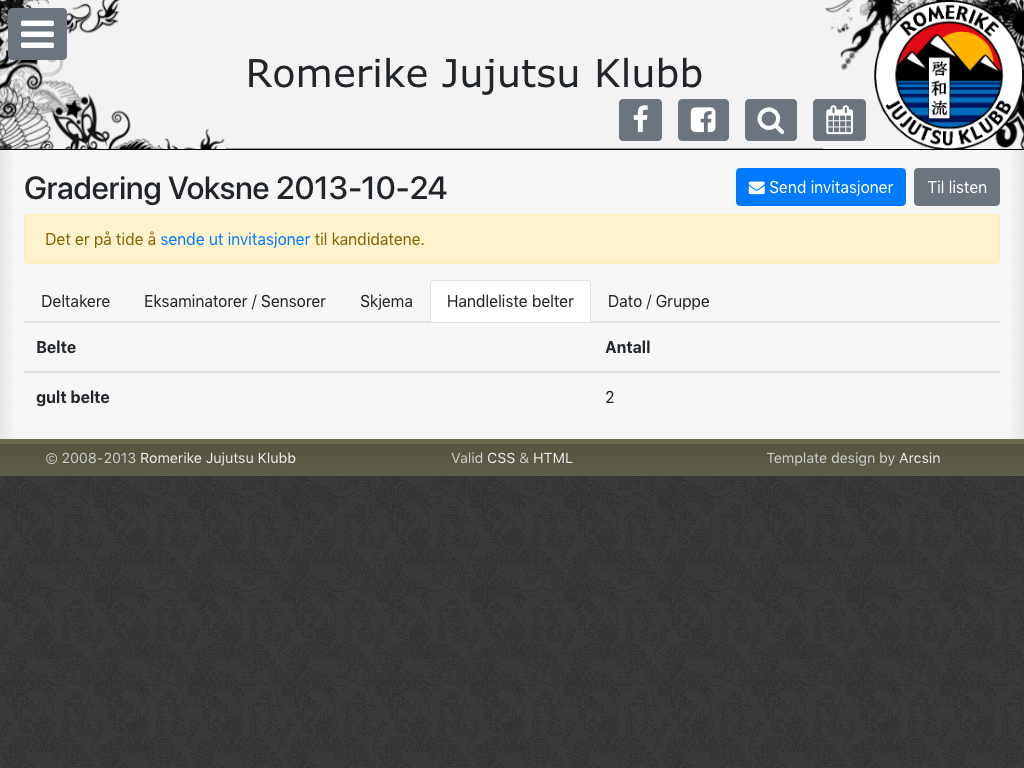 Romerike Jujutsu Klubb
ROMERIKE
啓和流
JUJUTSU KLUBB
Gradering Voksne 2013-10-24
Send invitasjoner
Til listen
Det er på tide å sende ut invitasjoner til kandidatene.
Deltakere
Eksaminatorer / Sensorer
Skjema
Handleliste belter
Dato / Gruppe
Belte Antall
gult belte 2
© 2008-2013 Romerike Jujutsu Klubb
Valid CSS & HTML
Template design by Arcsin